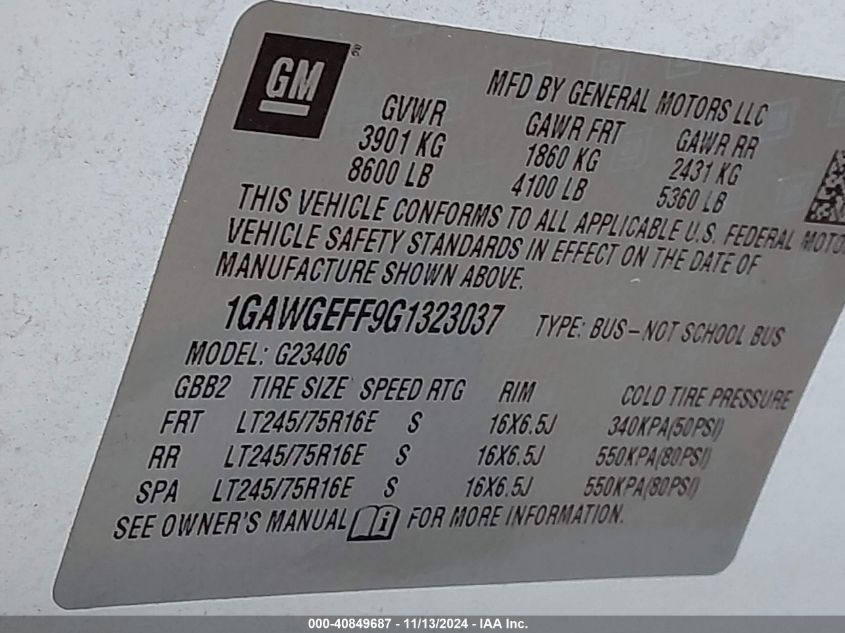 GM ®
MFD BY GENERAL MOTORS LLC
GVWR GAWR FRT GAWR RR
3901 KG 1860 KG 2431 KG
8600 LB 4100 LB 5360 LB
THIS VEHICLE CONFORMS TO ALL APPLICABLE U.S. FEDERAL MOTOR
VEHICLE SAFETY STANDARDS IN EFFECT ON THE DATE OF
MANUFACTURE SHOWN ABOVE.
1GAWGEFF9G1323037 TYPE: BUS-NOT SCHOOL BUS
MODEL: G23406
GBB2 TIRE SIZE SPEED RTG RIM COLD TIRE PRESSURE
FRT LT245/75R16E S 16X6.5J 340KPA(50PSI)
RR LT245/75R16E S 16X6.5J 550KPA(80PSI)
SPA LT245/75R16E S 16X6.5J 550KPA(80PSI)
SEE OWNER'S MANUAL FOR MORE INFORMATION.
000-40849687 - 11/13/2024 - IAA Inc.